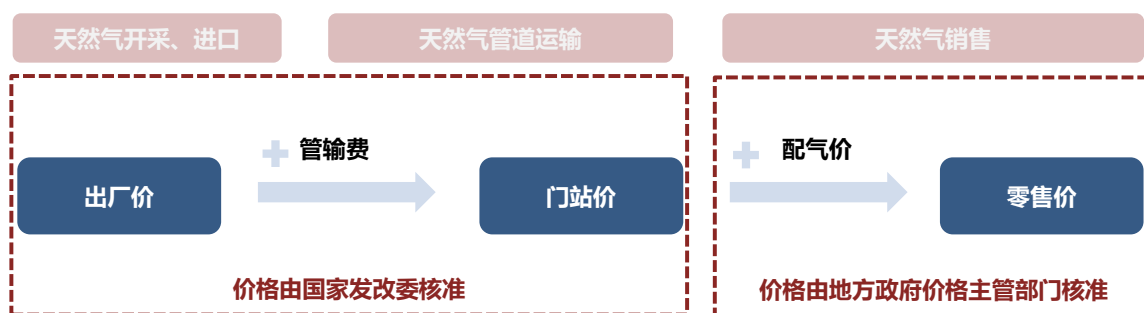 天然气开采、进口
天然气管道运输
天然气销售
管输费
配气价
出厂价
门站价
零售价
价格由国家发改委核准
价格由地方政府价格主管部门核准